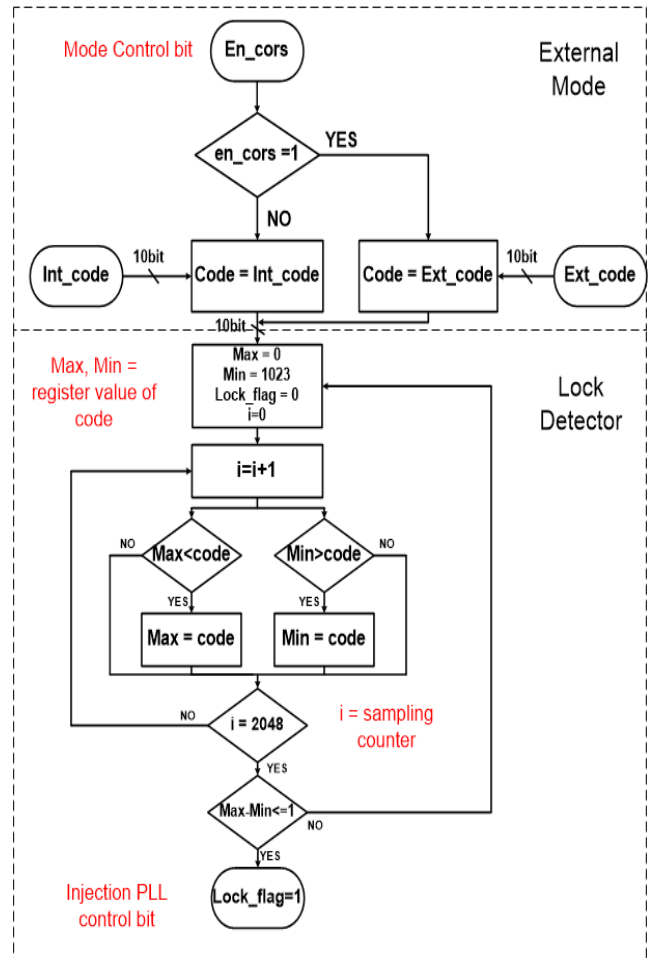 Mode Control bit
En_cors
External
Mode
en_cors =1
YES
NO
Int_code
10bit
Code = Int_code
Code = Ext_code
10bit
Ext_code
10bit
Max, Min =
register value of
code
Max = 0
Min = 1023
Lock_flag = 0
i=0
Lock
Detector
i=i+1
NO
Max<code
Min>code
NO
YES
YES
Max = code
Min = code
NO
i = 2048
i = sampling
counter
YES
Max-Min<=1
NO
YES
Injection PLL
control bit
Lock_flag=1